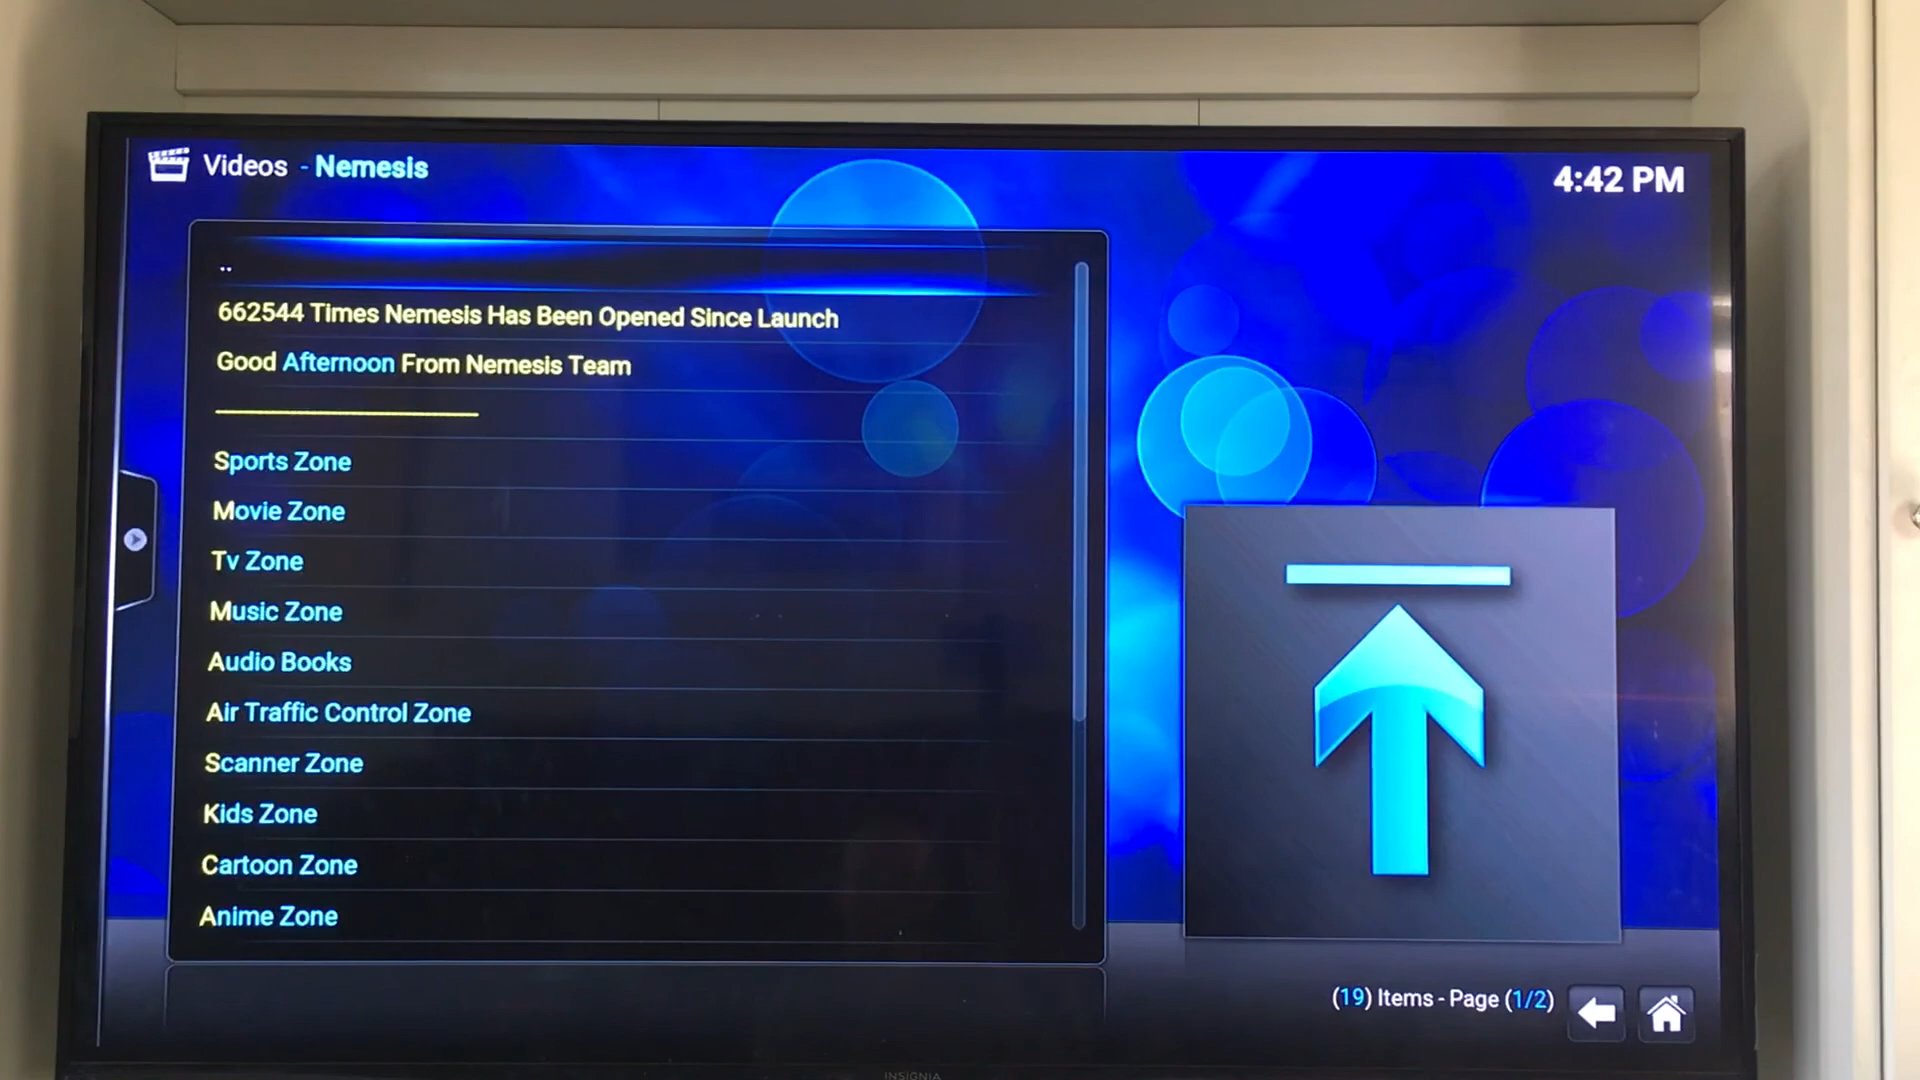 Videos - Nemesis
4:42 PM
..
662544 Times Nemesis Has Been Opened Since Launch
Good Afternoon From Nemesis Team
Sports Zone
Movie Zone
Tv Zone
Music Zone
Audio Books
Air Traffic Control Zone
Scanner Zone
Kids Zone
Cartoon Zone
Anime Zone
(19) Items - Page (1/2)
INSIGNIA